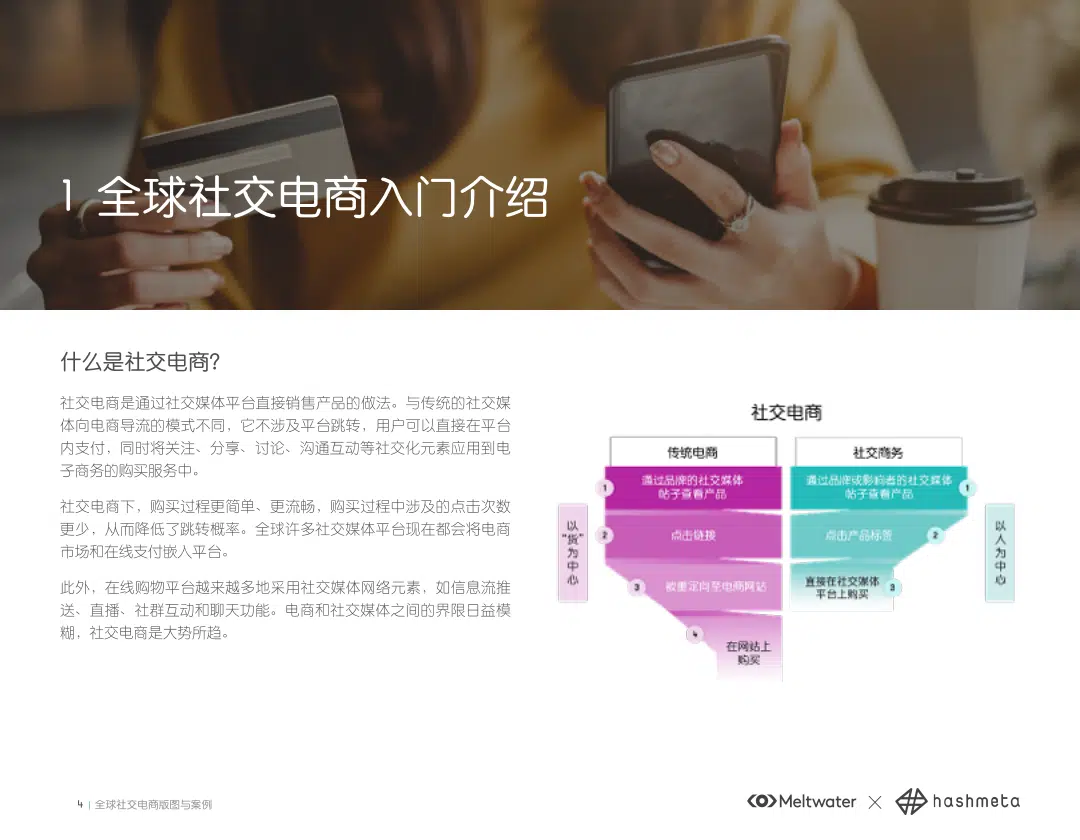 1 全球社交电商入门介绍
什么是社交电商?
社交电商是通过社交媒体平台直接销售产品的做法。与传统的社交媒
体向电商导流的模式不同，它不涉及平台跳转，用户可以直接在平台
内支付，同时将关注、分享、讨论、沟通互动等社交化元素应用到电
子商务的购买服务中。
社交电商下，购买过程更简单、更流畅，购买过程中涉及的点击次数
更少，从而降低了跳转概率。全球许多社交媒体平台现在都会将电商
市场和在线支付嵌入平台。
此外，在线购物平台越来越多地采用社交媒体网络元素，如信息流推
送、直播、社群互动和聊天功能。电商和社交媒体之间的界限日益模
糊，社交电商是大势所趋。
社交电商
传统电商
社交商务
以“货”为中心
1
通过品牌的社交媒体
帖子查看产品
2
点击链接
3
被重定向至电商网站
4
在网站上
购买
通过品牌或影响者的社交媒体
帖子查看产品
1
点击产品标签
2
直接在社交媒体
平台上购买
3
以人为中心
4 | 全球社交电商版图与案例
Meltwater × hashmeta